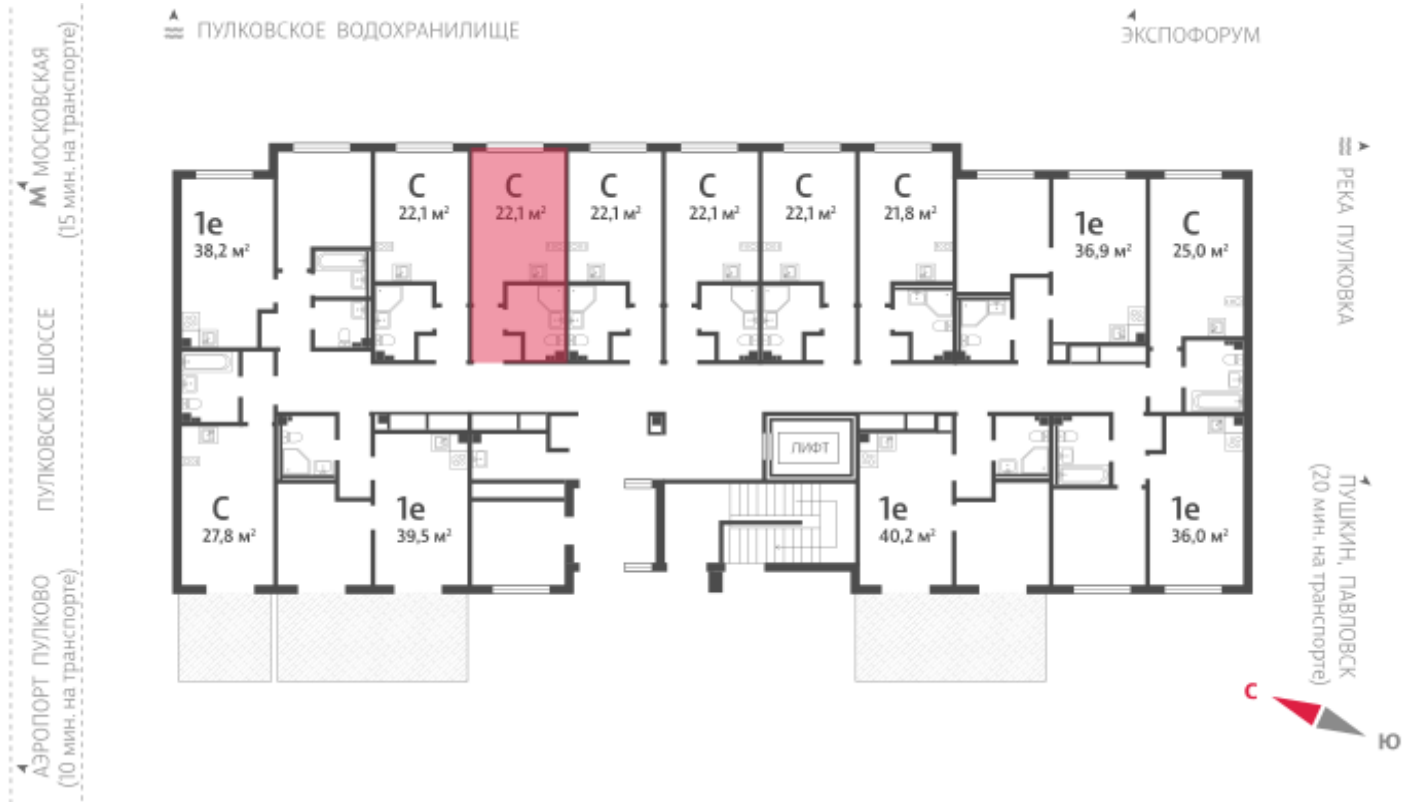 ПУЛКОВСКОЕ ВОДОХРАНИЛИЩЕ
ЭКСПОФОРУМ
М МОСКОВСКАЯ
(15 мин. на транспорте)
ПУЛКОВСКОЕ ШОССЕ
АЭРОПОРТ ПУЛКОВО
(10 мин. на транспорте)
1е
38,2 м²
С
22,1 м²
С
22,1 м²
С
22,1 м²
С
22,1 м²
С
22,1 м²
С
21,8 м²
1е
36,9 м²
С
25,0 м²
РЕКА ПУЛКОВКА
ЛИФТ
С
27,8 м²
1е
39,5 м²
1е
40,2 м²
1е
36,0 м²
ПУШКИН, ПАВЛОВСК
(20 мин. на транспорте)
С
Ю